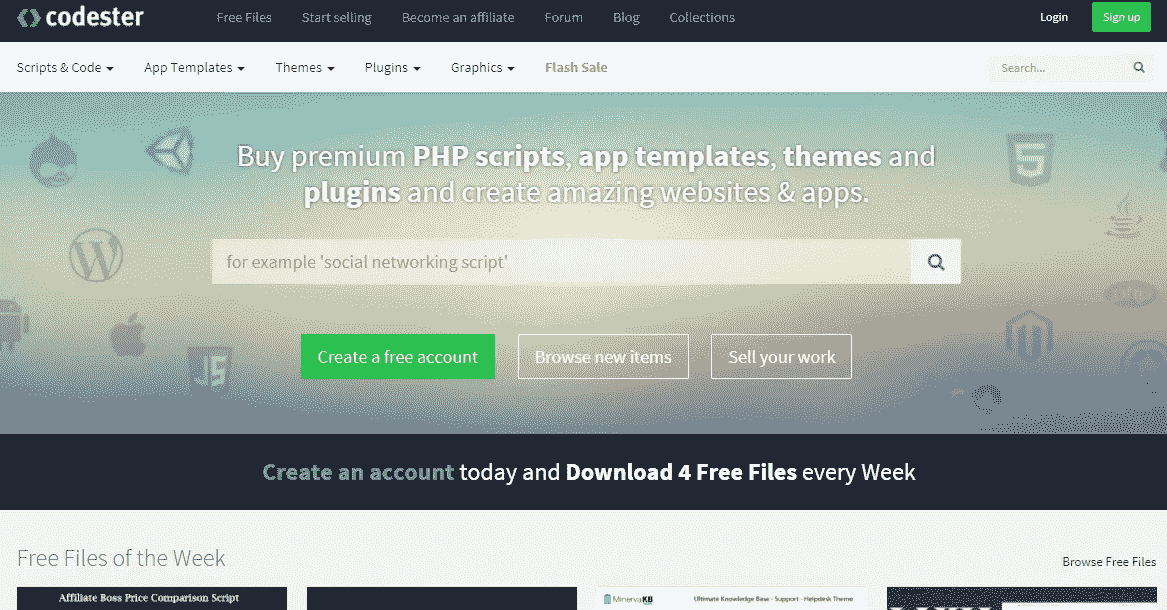 codester Free Files Start selling Become an affiliate Forum Blog Collections Login Sign up
Scripts & Code App Templates Themes Plugins Graphics Flash Sale Search...
Buy premium PHP scripts, app templates, themes and
plugins and create amazing websites & apps.
for example 'social networking script'
Create a free account Browse new items Sell your work
Create an account today and Download 4 Free Files every Week
Free Files of the Week Browse Free Files
Affiliate Boss Price Comparison Script MinervaKB Ultimate Knowledge Base - Support - Helpdesk Theme
JS
5
php